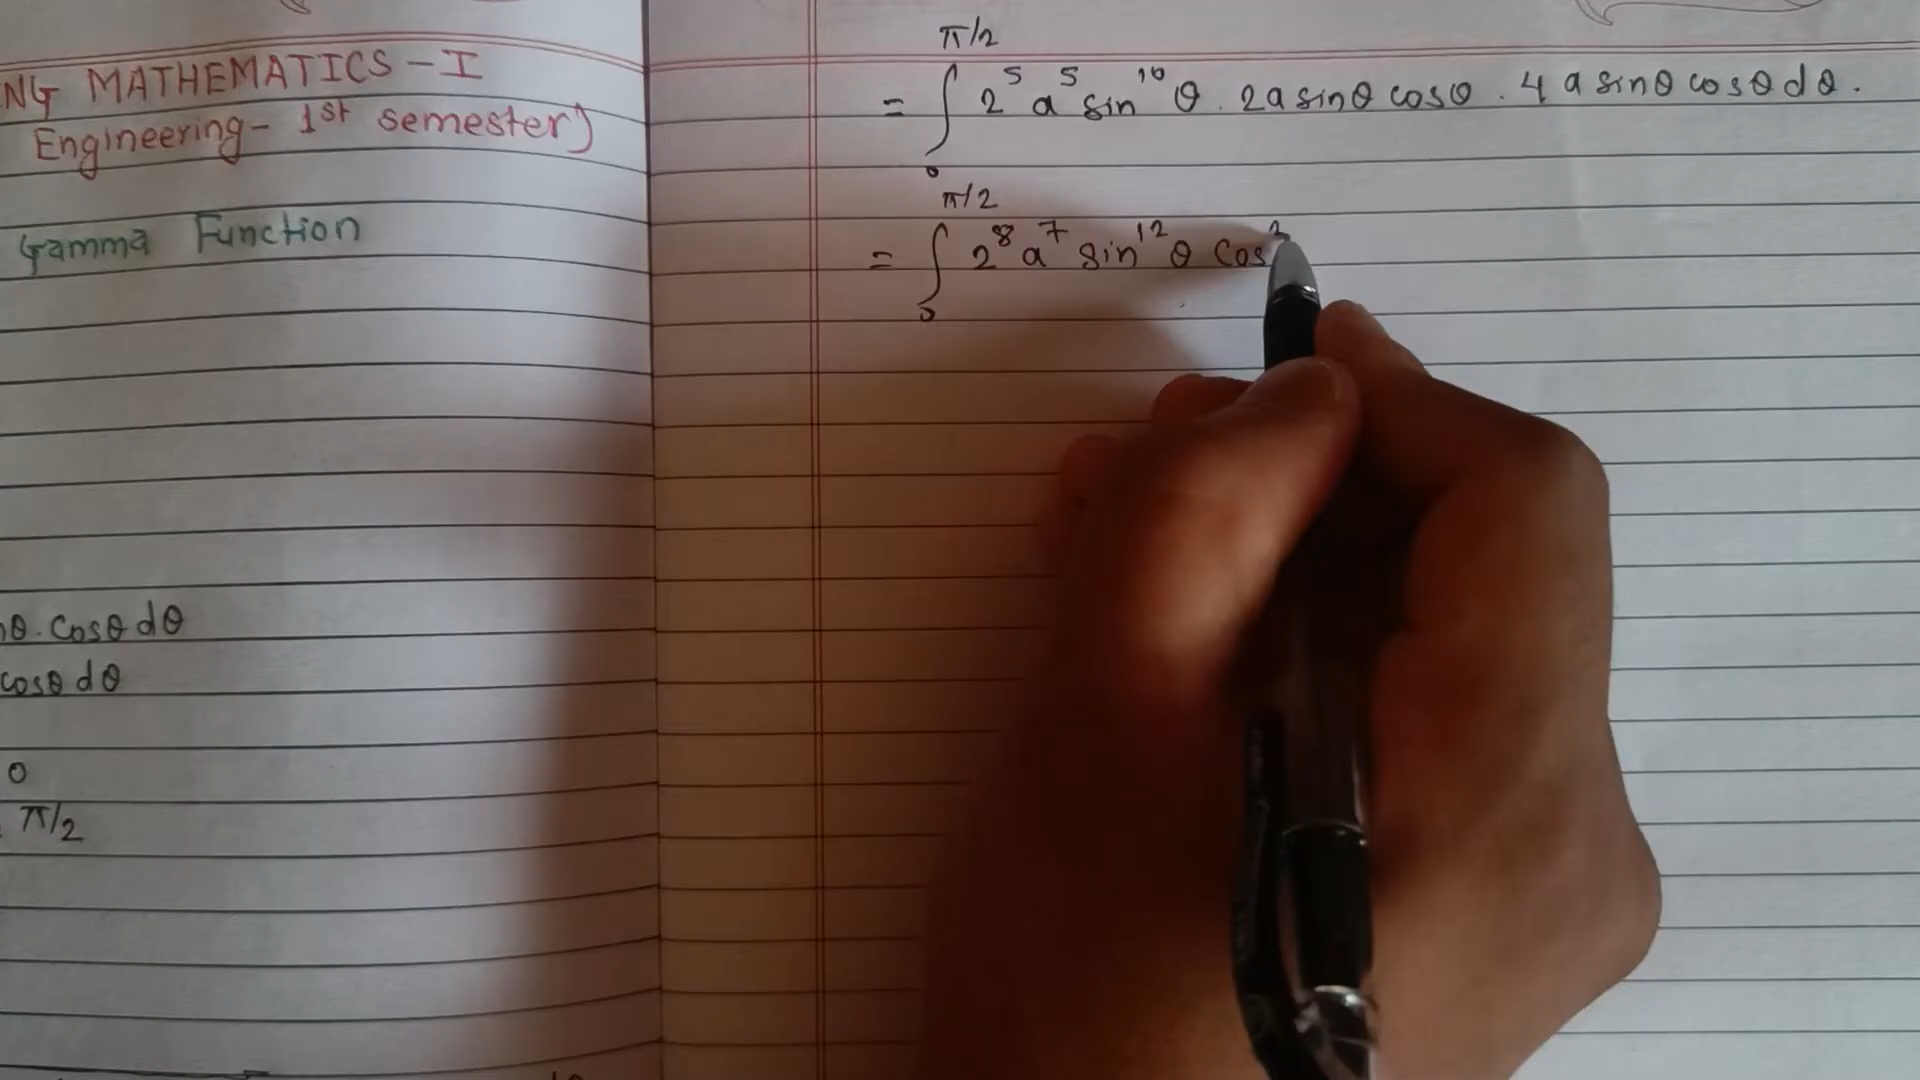 NG MATHEMATICS - I
Engineering - 1st semester)
Gamma Function
θ. cosθ dθ
cosθ dθ
0
π/2
= ∫₀^{π/2} 2⁵ a⁵ sin¹⁰ θ . 2a sinθ cosθ . 4 a sinθ cosθ dθ.
= ∫₀^{π/2} 2⁸ a⁷ sin¹² θ cos²